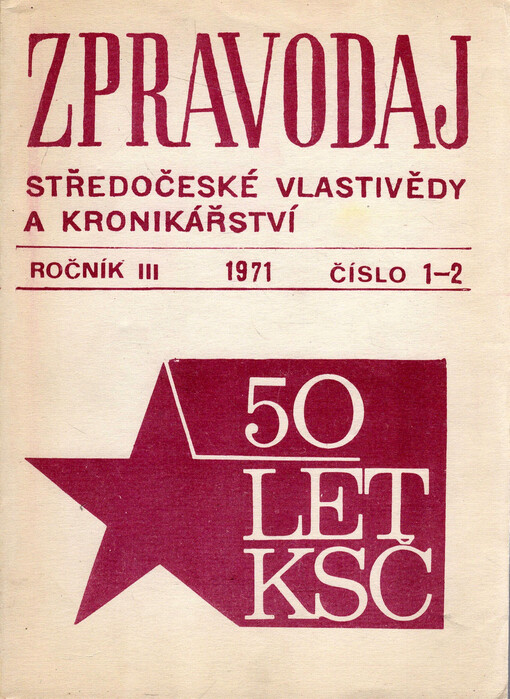 ZPRAVODAJ
STŘEDOČESKÉ VLASTIVĚDY
A KRONIKÁŘSTVÍ
ROČNÍK III 1971 ČÍSLO 1-2
50
LET
KSČ